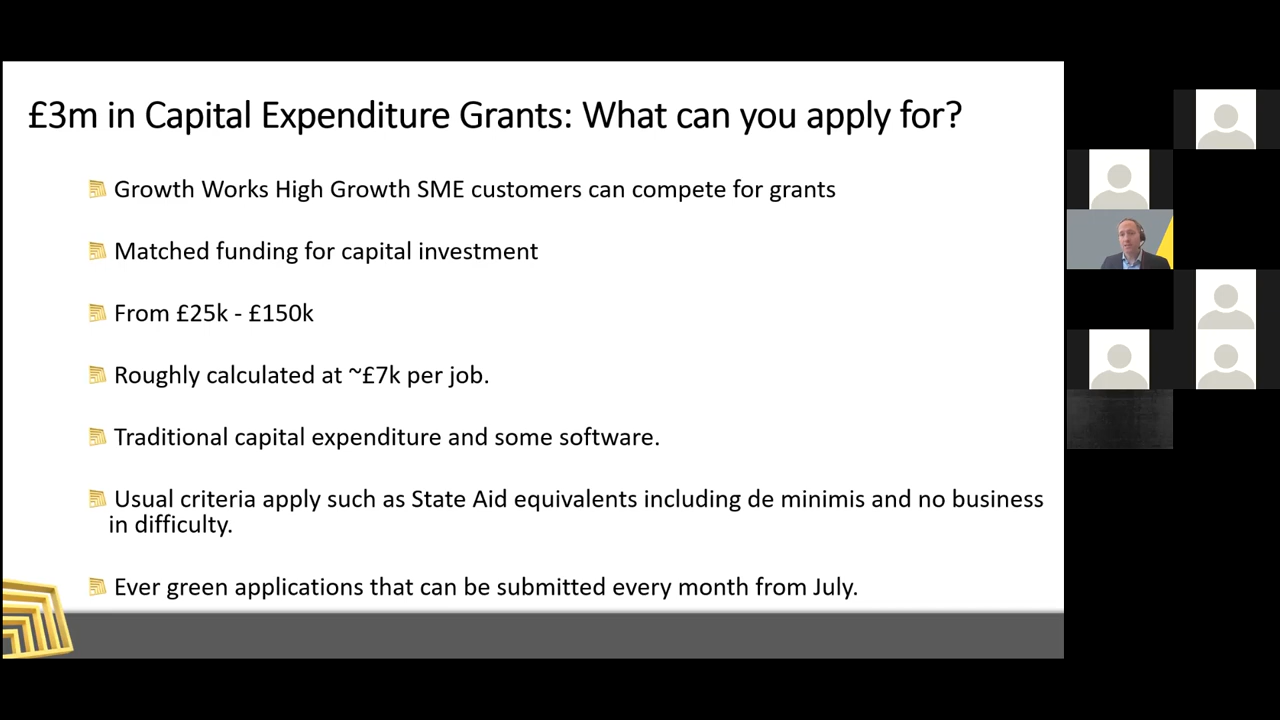 £3m in Capital Expenditure Grants: What can you apply for?
Growth Works High Growth SME customers can compete for grants
Matched funding for capital investment
From £25k - £150k
Roughly calculated at ~£7k per job.
Traditional capital expenditure and some software.
Usual criteria apply such as State Aid equivalents including de minimis and no business
in difficulty.
Ever green applications that can be submitted every month from July.